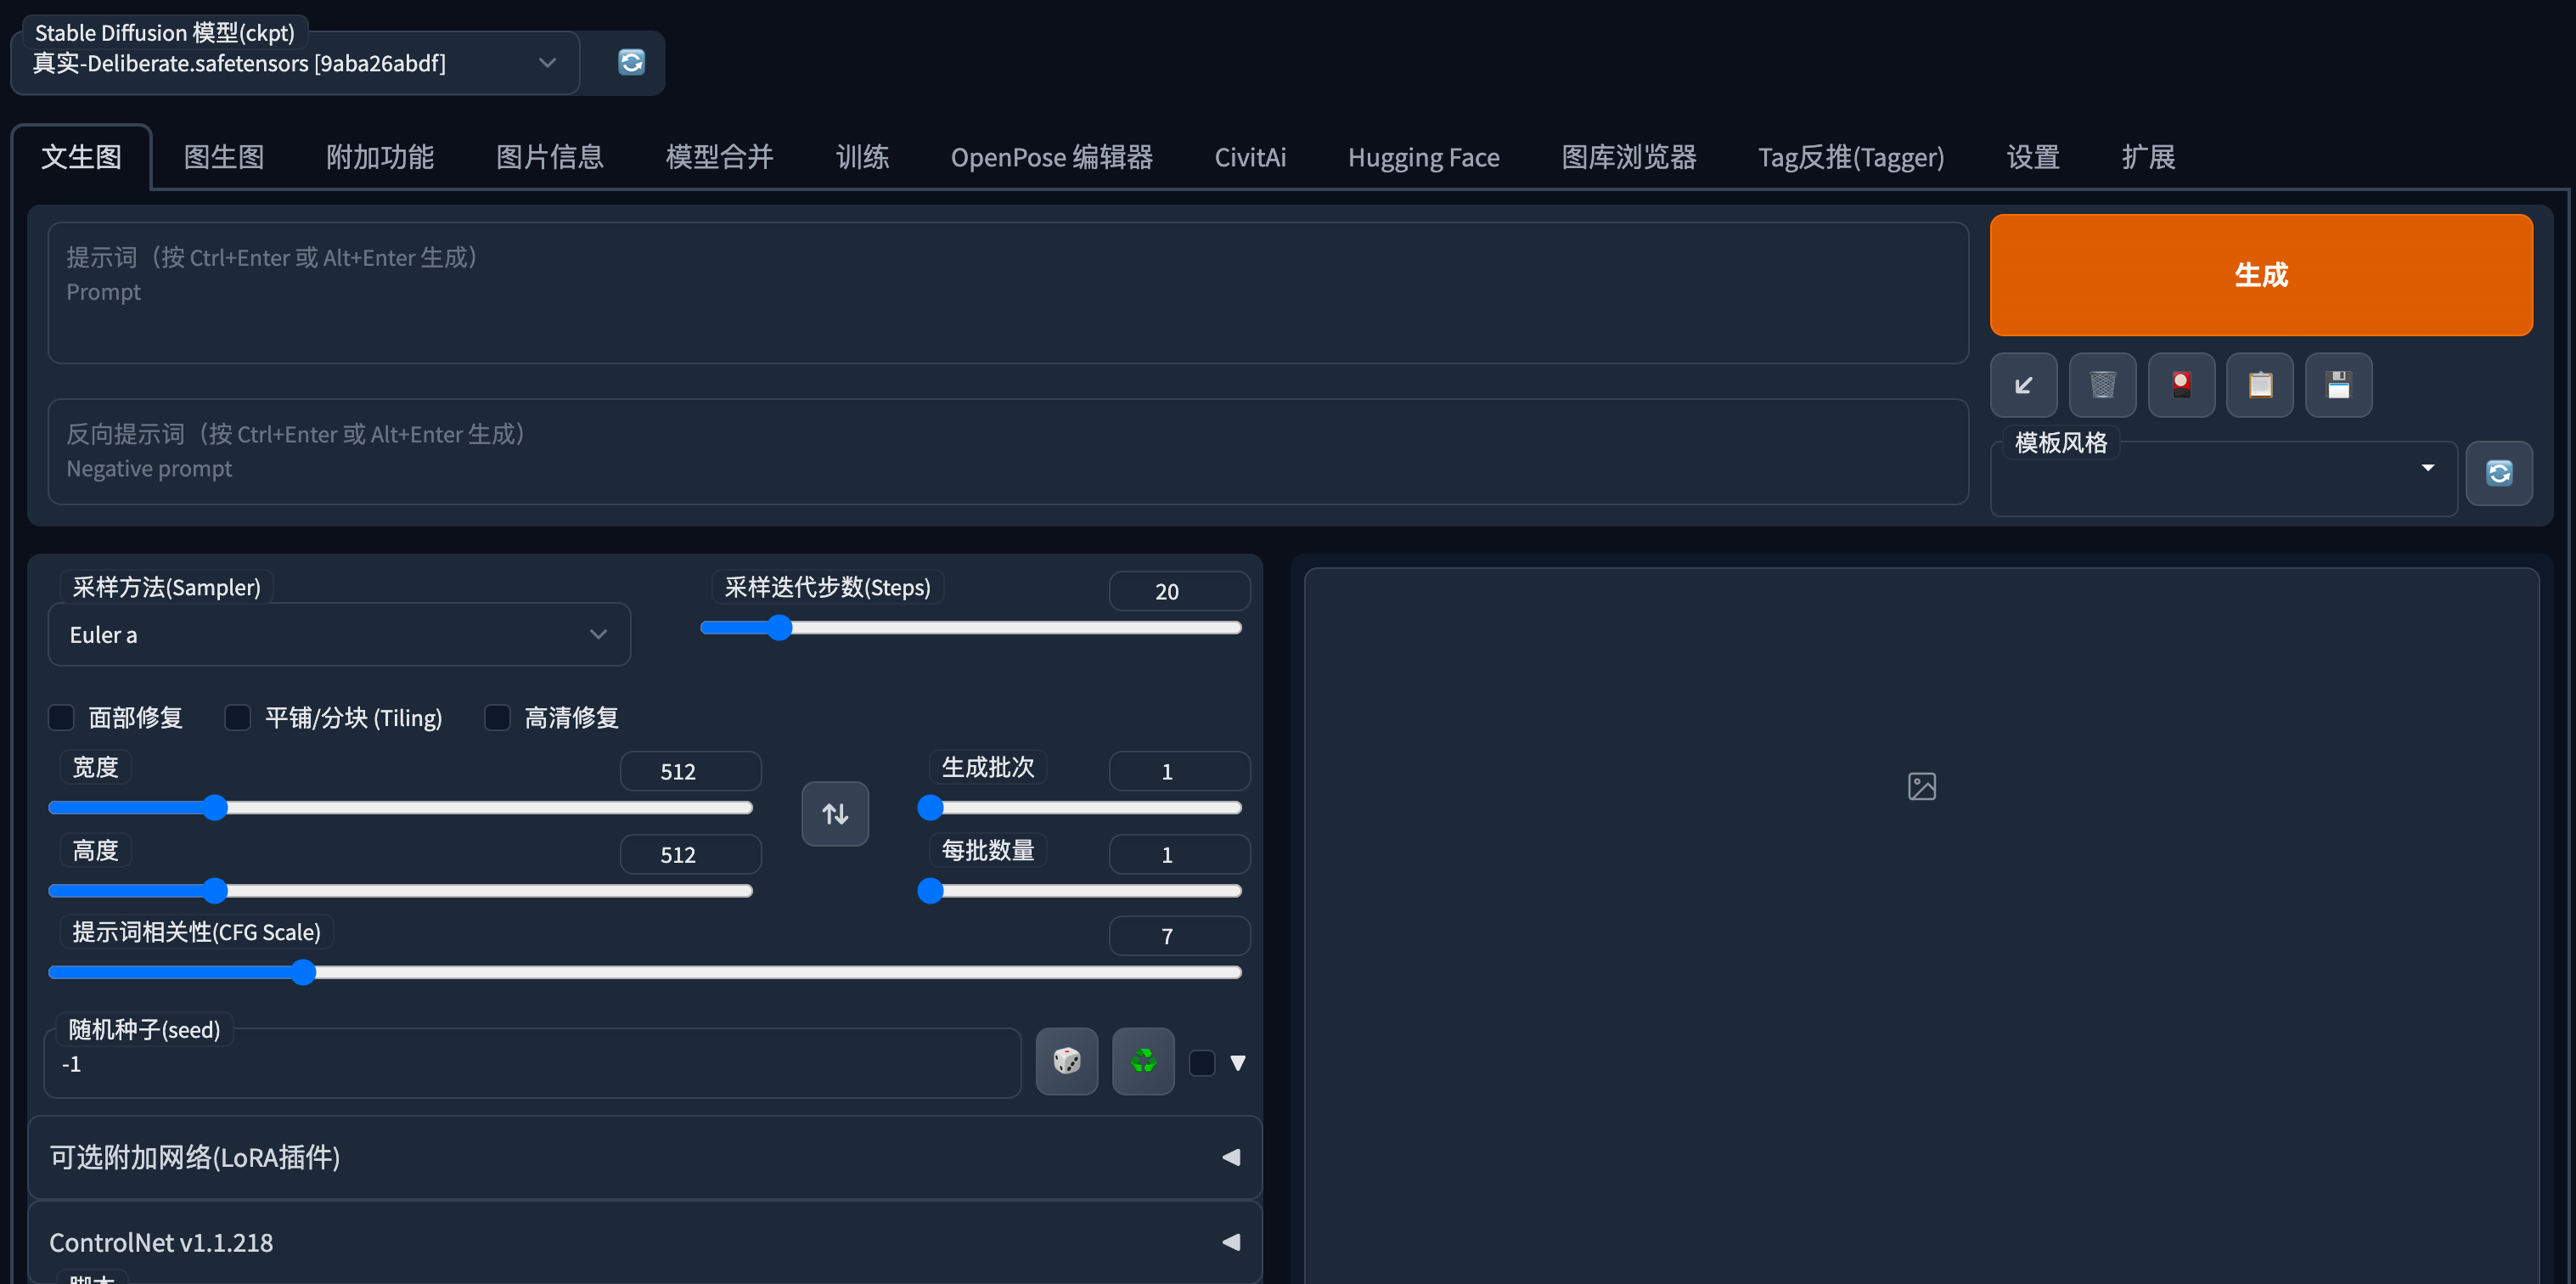 Stable Diffusion 模型(ckpt)
真实-Deliberate.safetensors [9aba26abdf]
文生图
图生图
附加功能
图片信息
模型合并
训练
OpenPose 编辑器
CivitAi
Hugging Face
图库浏览器
Tag反推(Tagger)
设置
扩展
提示词（按 Ctrl+Enter 或 Alt+Enter 生成）
Prompt
生成
反向提示词（按 Ctrl+Enter 或 Alt+Enter 生成）
Negative prompt
模板风格
采样方法(Sampler)
Euler a
采样迭代步数(Steps)
20
面部修复
平铺/分块 (Tiling)
高清修复
宽度
512
生成批次
1
高度
512
每批数量
1
提示词相关性(CFG Scale)
7
随机种子(seed)
-1
可选附加网络(LoRA插件)
ControlNet v1.1.218